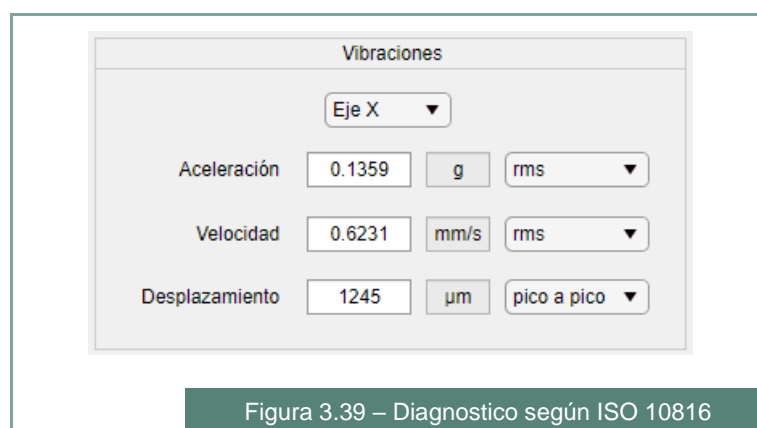 Vibraciones
Eje X
Aceleración 0.1359 g rms
Velocidad 0.6231 mm/s rms
Desplazamiento 1245 µm pico a pico
Figura 3.39 – Diagnostico según ISO 10816